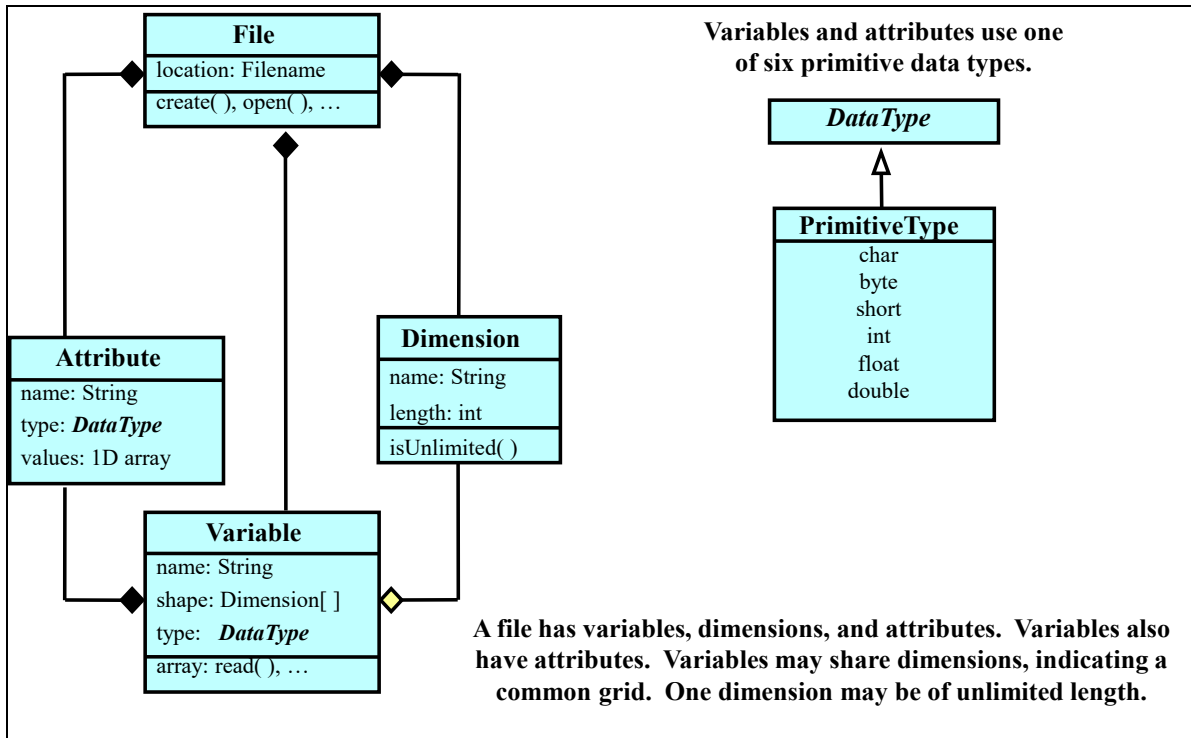 File
location: Filename
create( ), open( ), …
Variables and attributes use one
of six primitive data types.
DataType
PrimitiveType
char
byte
short
int
float
double
Attribute
name: String
type: DataType
values: 1D array
Dimension
name: String
length: int
isUnlimited( )
Variable
name: String
shape: Dimension[ ]
type: DataType
array: read( ), …
A file has variables, dimensions, and attributes. Variables also
have attributes. Variables may share dimensions, indicating a
common grid. One dimension may be of unlimited length.